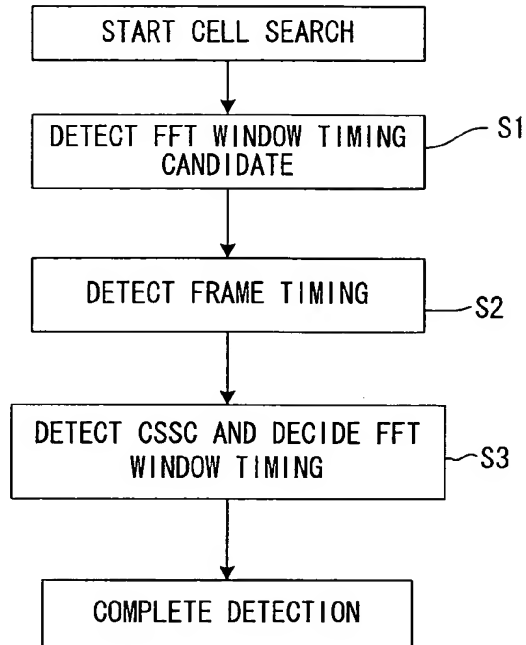 START CELL SEARCH
DETECT FFT WINDOW TIMING
CANDIDATE
S1
DETECT FRAME TIMING
S2
DETECT CSSC AND DECIDE FFT
WINDOW TIMING
S3
COMPLETE DETECTION